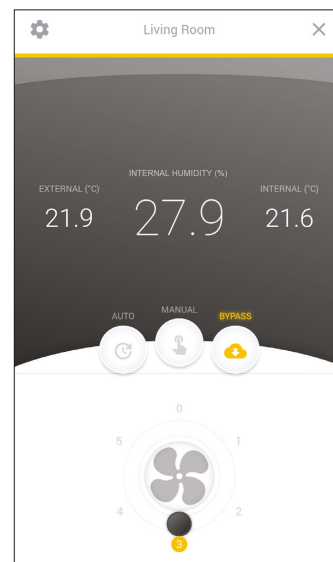 Living Room
INTERNAL HUMIDITY (%)
EXTERNAL (°C)
INTERNAL (°C)
21.9
27.9
21.6
AUTO
MANUAL
BYPASS
0
5
1
4
2
3